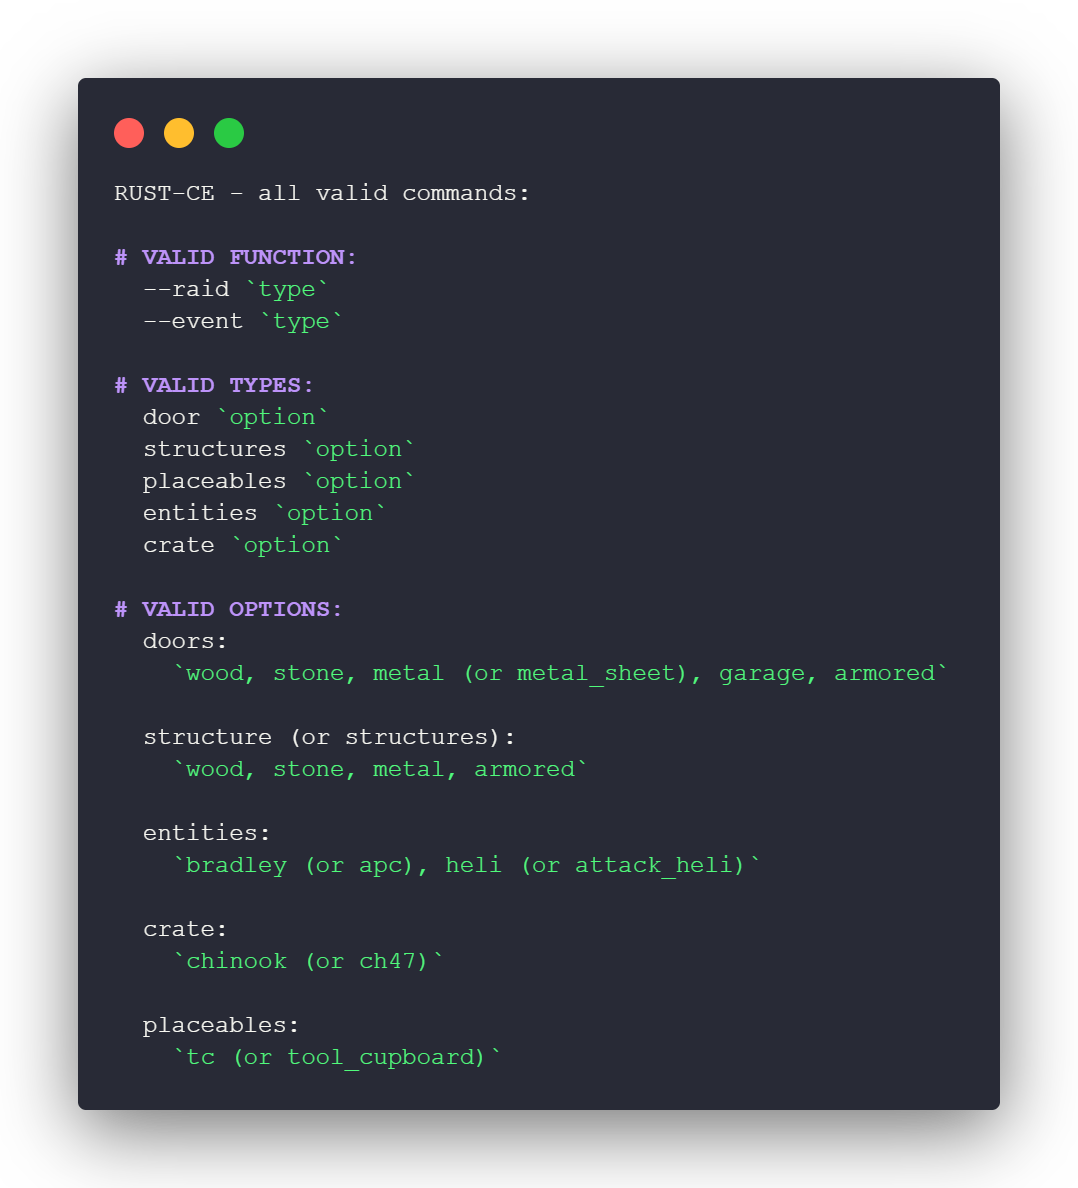 RUST-CE - all valid commands:
# VALID FUNCTION:
--raid `type`
--event `type`
# VALID TYPES:
door `option`
structures `option`
placeables `option`
entities `option`
crate `option`
# VALID OPTIONS:
doors:
`wood, stone, metal (or metal_sheet), garage, armored`
structure (or structures):
`wood, stone, metal, armored`
entities:
`bradley (or apc), heli (or attack_heli)`
crate:
`chinook (or ch47)`
placeables:
`tc (or tool_cupboard)`